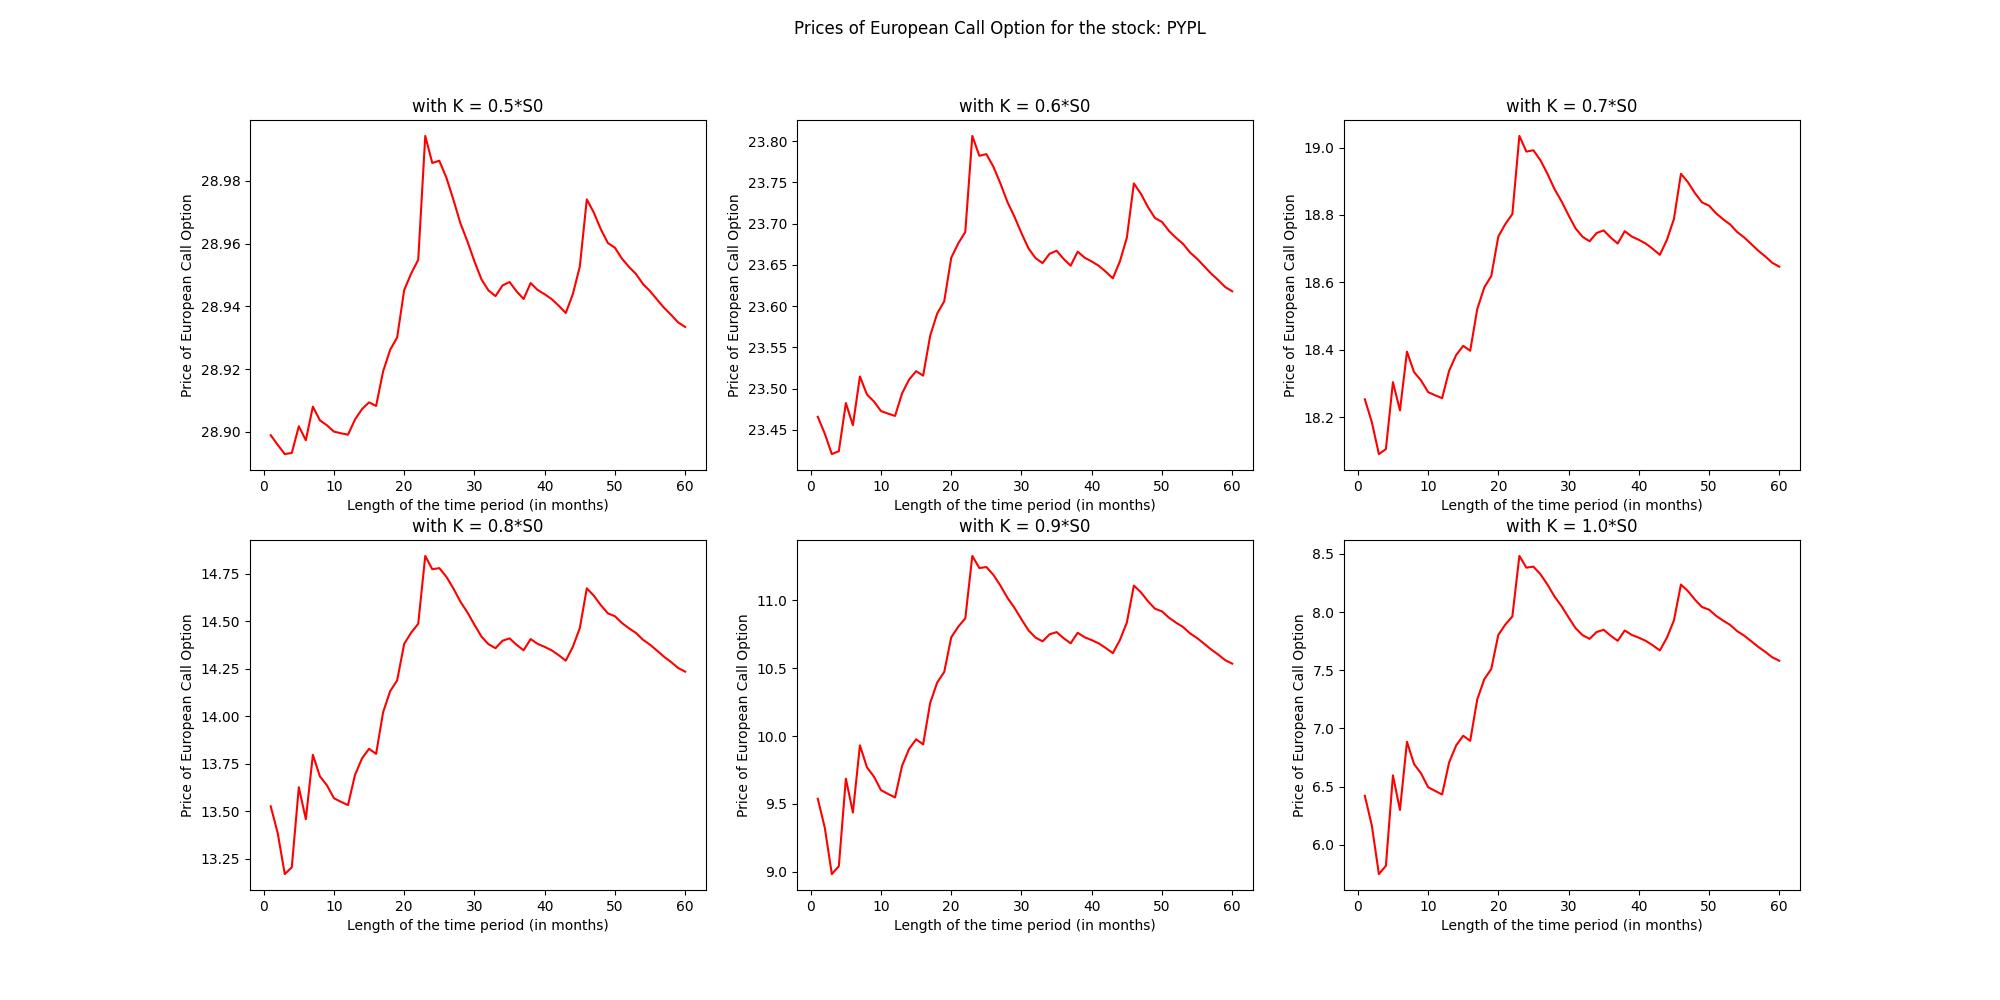 Prices of European Call Option for the stock: PYPL
with K = 0.5*S0
Price of European Call Option
28.98
28.96
28.94
28.92
28.90
0 10 20 30 40 50 60
Length of the time period (in months)
with K = 0.6*S0
Price of European Call Option
23.80
23.75
23.70
23.65
23.60
23.55
23.50
23.45
0 10 20 30 40 50 60
Length of the time period (in months)
with K = 0.7*S0
Price of European Call Option
19.0
18.8
18.6
18.4
18.2
0 10 20 30 40 50 60
Length of the time period (in months)
with K = 0.8*S0
Price of European Call Option
14.75
14.50
14.25
14.00
13.75
13.50
13.25
0 10 20 30 40 50 60
Length of the time period (in months)
with K = 0.9*S0
Price of European Call Option
11.0
10.5
10.0
9.5
9.0
0 10 20 30 40 50 60
Length of the time period (in months)
with K = 1.0*S0
Price of European Call Option
8.5
8.0
7.5
7.0
6.5
6.0
0 10 20 30 40 50 60
Length of the time period (in months)